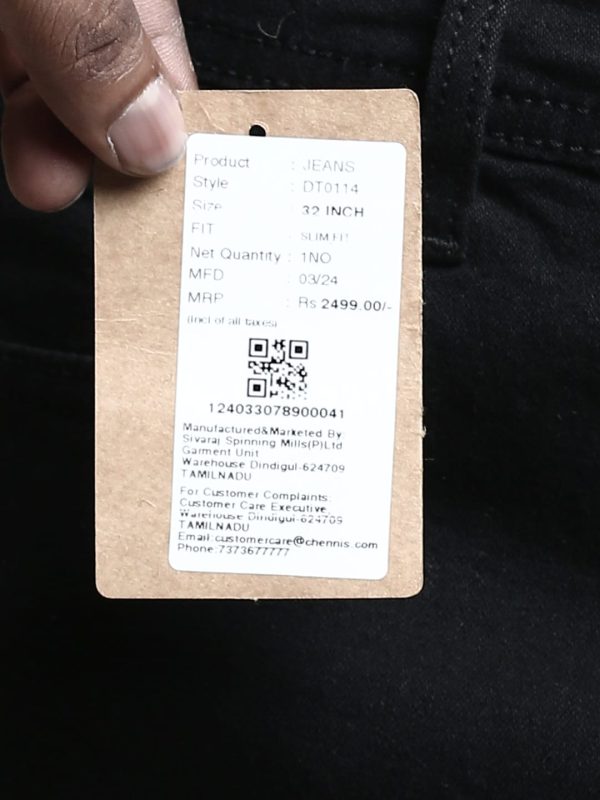 Product : JEANS
Style : DT0114
Size : 32 INCH
FIT : SLIM FIT
Net Quantity : 1NO
MFD : 03/24
MRP : Rs 2499.00/-
(Incl of all taxes)
124033078900041
Manufactured&Marketed By:
Sivaraj Spinning Mills(P)Ltd
Garment Unit
Warehouse Dindigul-624709
TAMILNADU
For Customer Complaints:
Customer Care Executive,
Warehouse Dindigul-624709
TAMILNADU
Email:customercare@chennis.com
Phone:7373677777